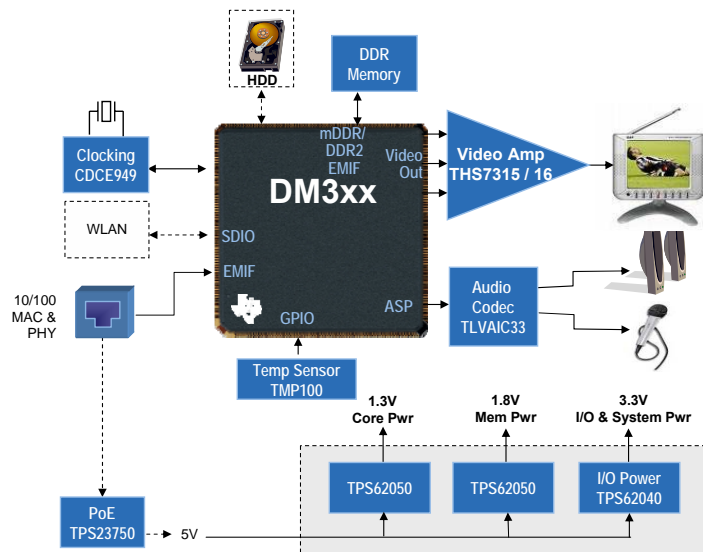 HDD
DDR
Memory
mDDR/
DDR2
EMIF
Clocking
CDCE949
Video
Out
Video Amp
THS7315 / 16
DM3xx
WLAN
SDIO
EMIF
10/100
MAC &
PHY
GPIO
ASP
Audio
Codec
TLVAIC33
Temp Sensor
TMP100
1.3V
Core Pwr
1.8V
Mem Pwr
3.3V
I/O & System Pwr
TPS62050
TPS62050
I/O Power
TPS62040
PoE
TPS23750
5V